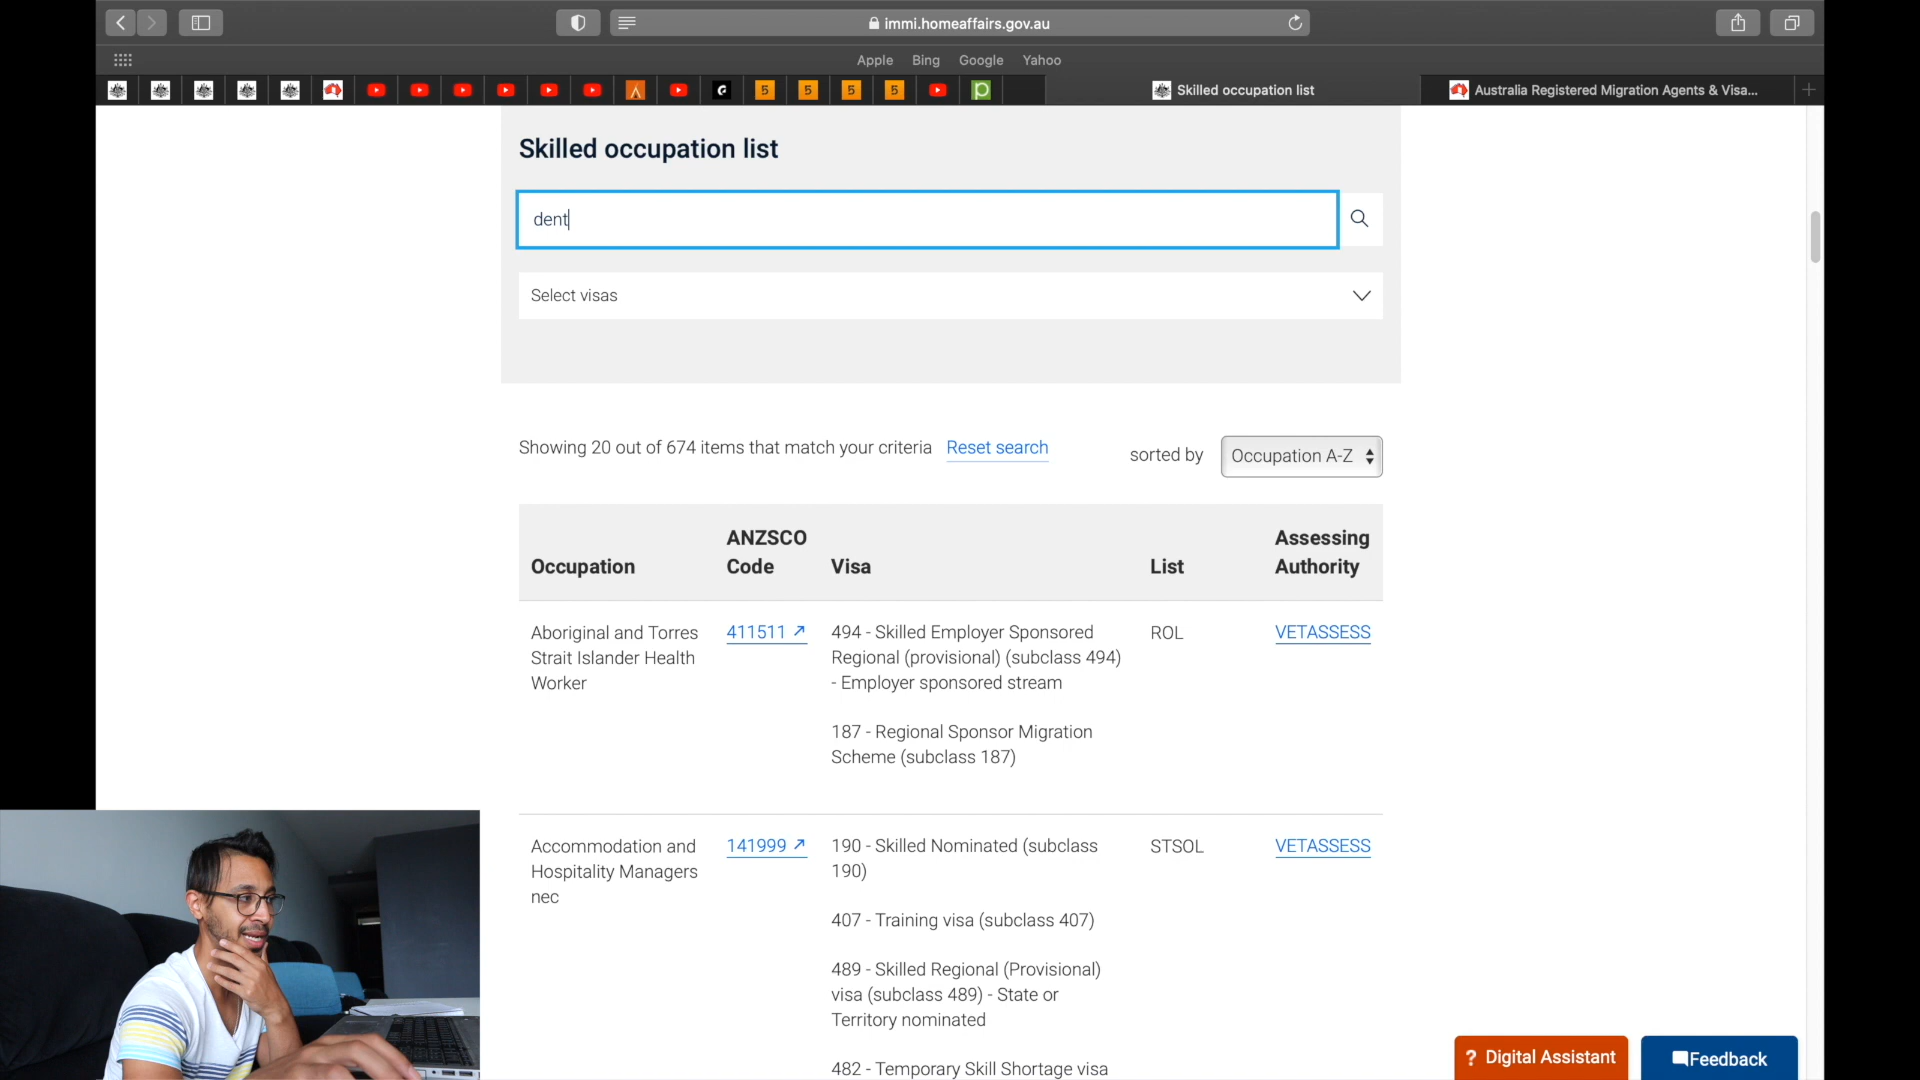 immi.homeaffairs.gov.au
Apple Bing Google Yahoo
5 5 5 5 Skilled occupation list Australia Registered Migration Agents & Visa...
Skilled occupation list
dent
Select visas
Showing 20 out of 674 items that match your criteria Reset search sorted by Occupation A-Z
Occupation ANZSCO Code Visa List Assessing Authority
Aboriginal and Torres 411511 494 - Skilled Employer Sponsored ROL VETASSESS
Strait Islander Health Regional (provisional) (subclass 494)
Worker - Employer sponsored stream
187 - Regional Sponsor Migration
Scheme (subclass 187)
Accommodation and 141999 190 - Skilled Nominated (subclass STSOL VETASSESS
Hospitality Managers 190)
nec
407 - Training visa (subclass 407)
489 - Skilled Regional (Provisional)
visa (subclass 489) - State or
Territory nominated
482 - Temporary Skill Shortage visa
? Digital Assistant Feedback